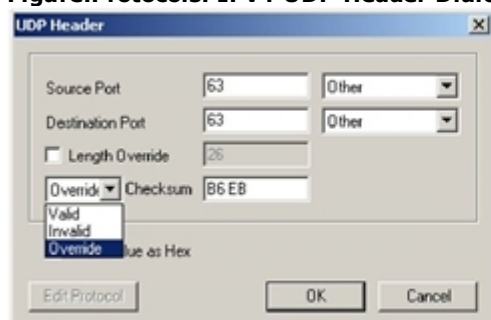 UDP Header
Source Port 63 Other
Destination Port 63 Other
Length Override 26
Override Checksum B6 EB
Valid
Invalid
Override
lue as Hex
Edit Protocol OK Cancel